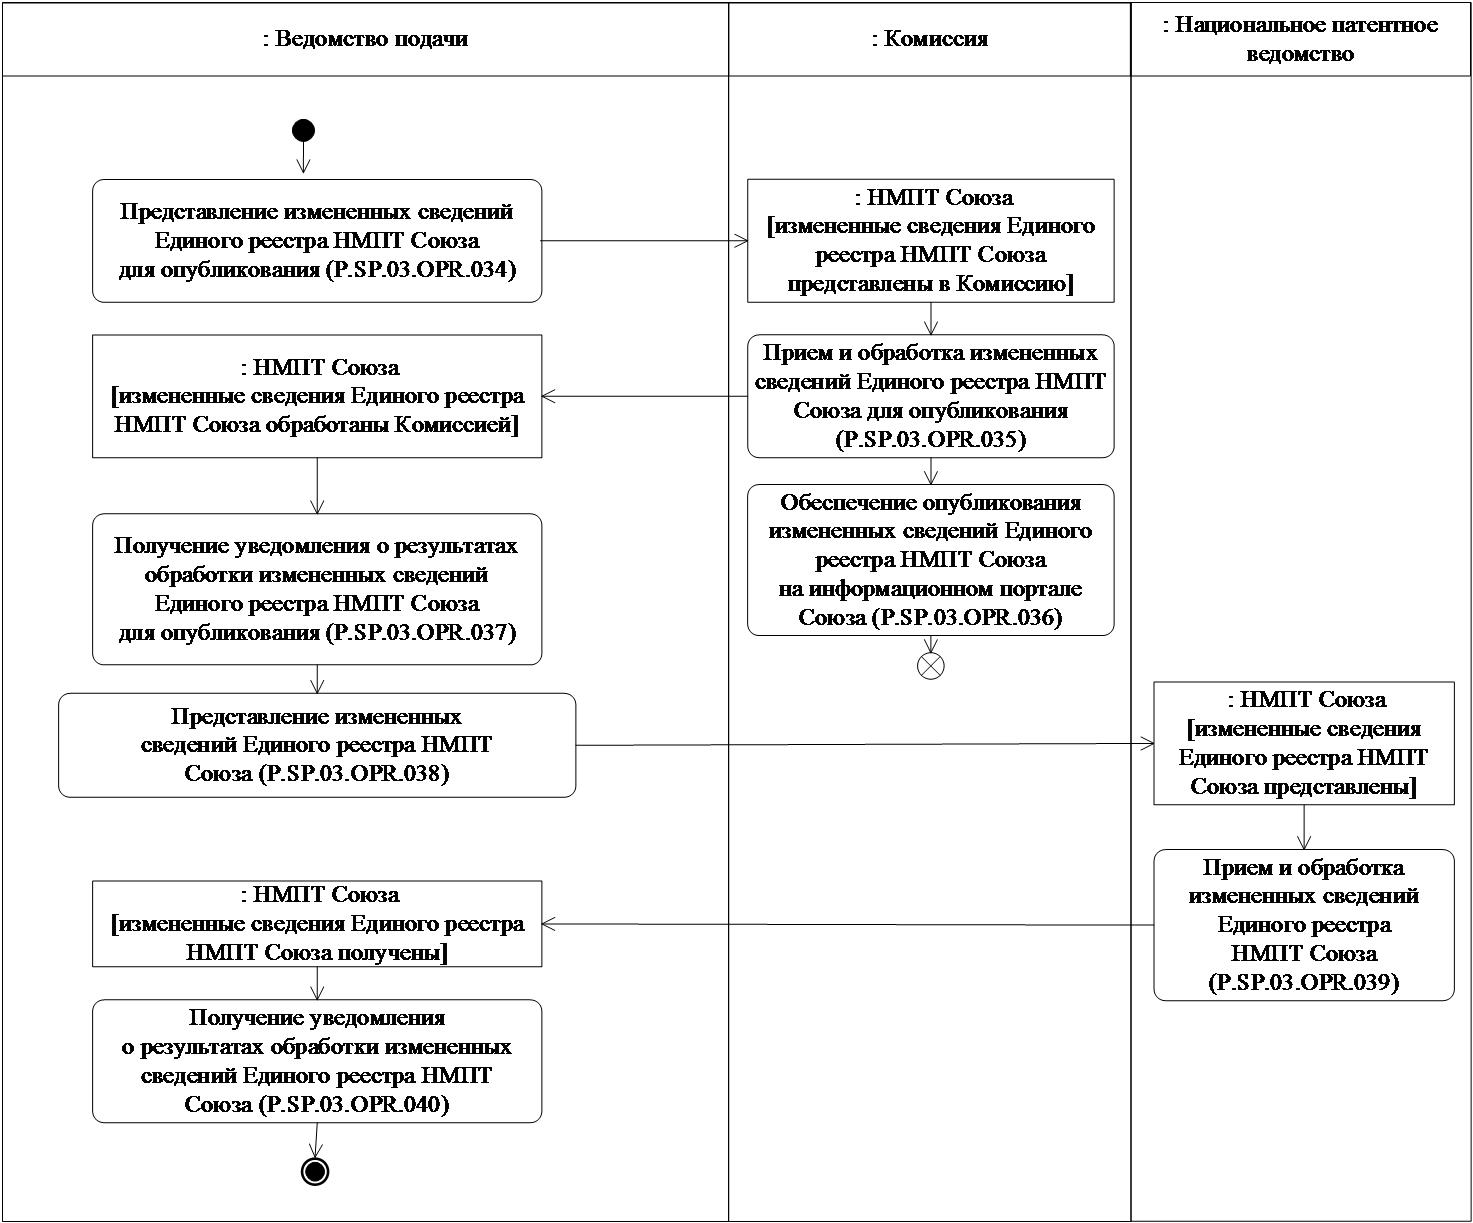 : Ведомство подачи
: Комиссия
: Национальное патентное
ведомство
Представление измененных сведений
Единого реестра НМПТ Союза
для опубликования (P.SP.03.OPR.034)
: НМПТ Союза
[измененные сведения Единого
реестра НМПТ Союза
представлены в Комиссию]
: НМПТ Союза
[измененные сведения Единого реестра
НМПТ Союза обработаны Комиссией]
Прием и обработка измененных
сведений Единого реестра НМПТ
Союза для опубликования
(P.SP.03.OPR.035)
Обеспечение опубликования
измененных сведений Единого
реестра НМПТ Союза
на информационном портале
Союза (P.SP.03.OPR.036)
Получение уведомления о результатах
обработки измененных сведений
Единого реестра НМПТ Союза
для опубликования (P.SP.03.OPR.037)
Представление измененных
сведений Единого реестра НМПТ
Союза (P.SP.03.OPR.038)
: НМПТ Союза
[измененные сведения
Единого реестра НМПТ
Союза представлены]
Прием и обработка
измененных сведений
Единого реестра
НМПТ Союза
(P.SP.03.OPR.039)
: НМПТ Союза
[измененные сведения Единого реестра
НМПТ Союза получены]
Получение уведомления
о результатах обработки измененных
сведений Единого реестра НМПТ
Союза (P.SP.03.OPR.040)